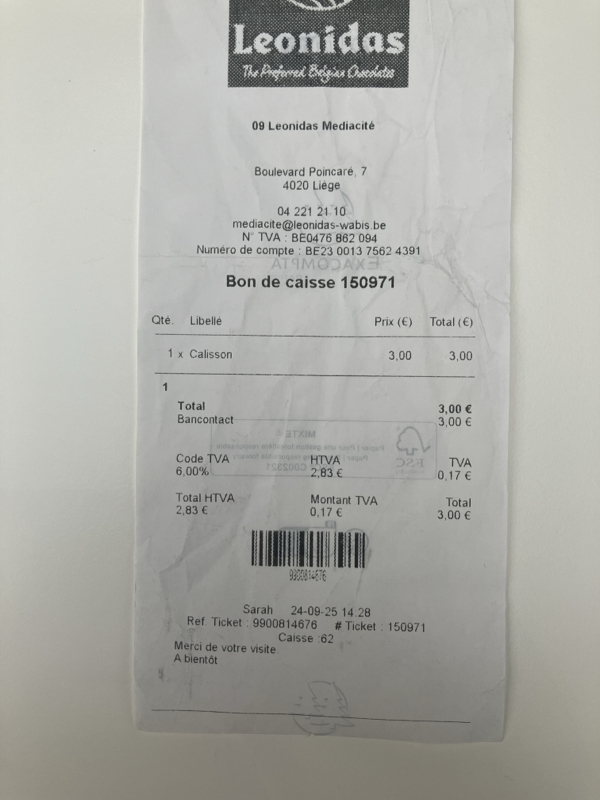 Leonidas
The Preferred Belgian Chocolates
09 Leonidas Mediacité
Boulevard Poincaré, 7
4020 Liège
04 221 21 10
mediacite@leonidas-wabis.be
N° TVA : BE0476 862 094
Numéro de compte : BE23 0013 7562 4391
EXACOMPTA
Bon de caisse 150971
Qté. Libellé Prix (€) Total (€)
1 x Calisson 3,00 3,00
1
Total 3,00 €
Bancontact 3,00 €
MIXTE
FSC
Code TVA HTVA TVA
6,00% 2,83 € 0,17 €
Total HTVA Montant TVA Total
2,83 € 0,17 € 3,00 €
9900814676
Sarah 24-09-25 14:28
Ref. Ticket : 9900814676 # Ticket : 150971
Caisse :62
Merci de votre visite
A bientôt